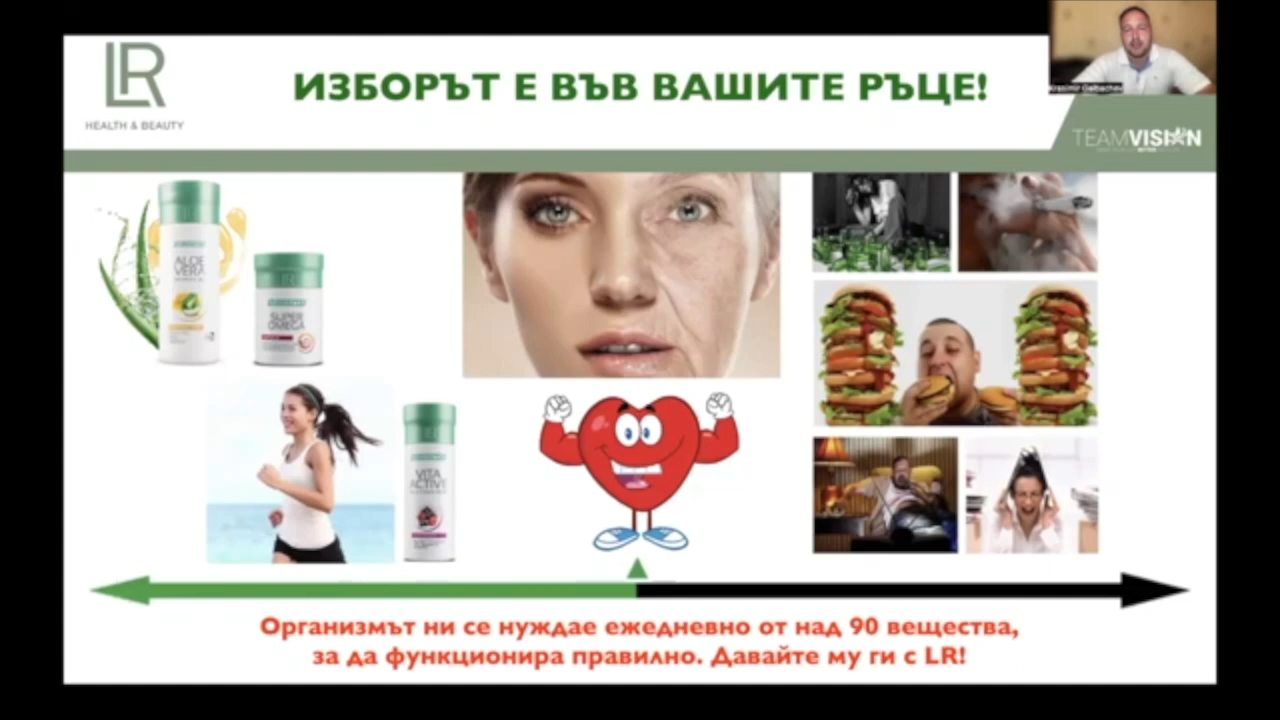 LR
HEALTH & BEAUTY
ИЗБОРЪТ Е ВЪВ ВАШИТЕ РЪЦЕ!
TEAMVISION
ALOE
VERA
LR
SUPER
OMEGA
VITA
ACTIVE
Организмът ни се нуждае ежедневно от над 90 вещества,
за да функционира правилно. Давайте му ги с LR!